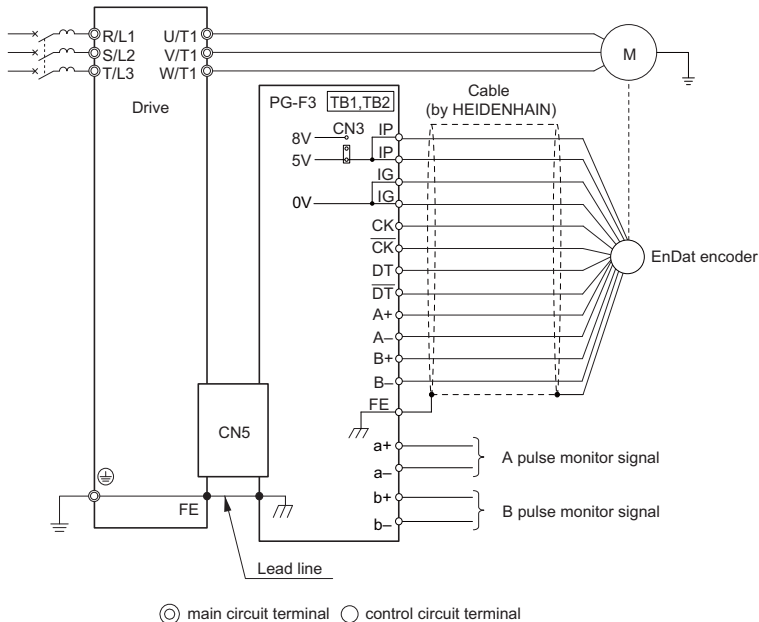 R/L1 U/T1
S/L2 V/T1
T/L3 W/T1
Drive
M
PG-F3 TB1,TB2
Cable
(by HEIDENHAIN)
8V CN3 IP
5V IP
IG
0V IG
CK
C̅K̅
DT
D̅T̅
A+
A–
B+
B–
FE
EnDat encoder
CN5
a+
a–
A pulse monitor signal
b+
b–
B pulse monitor signal
FE
Lead line
main circuit terminal control circuit terminal